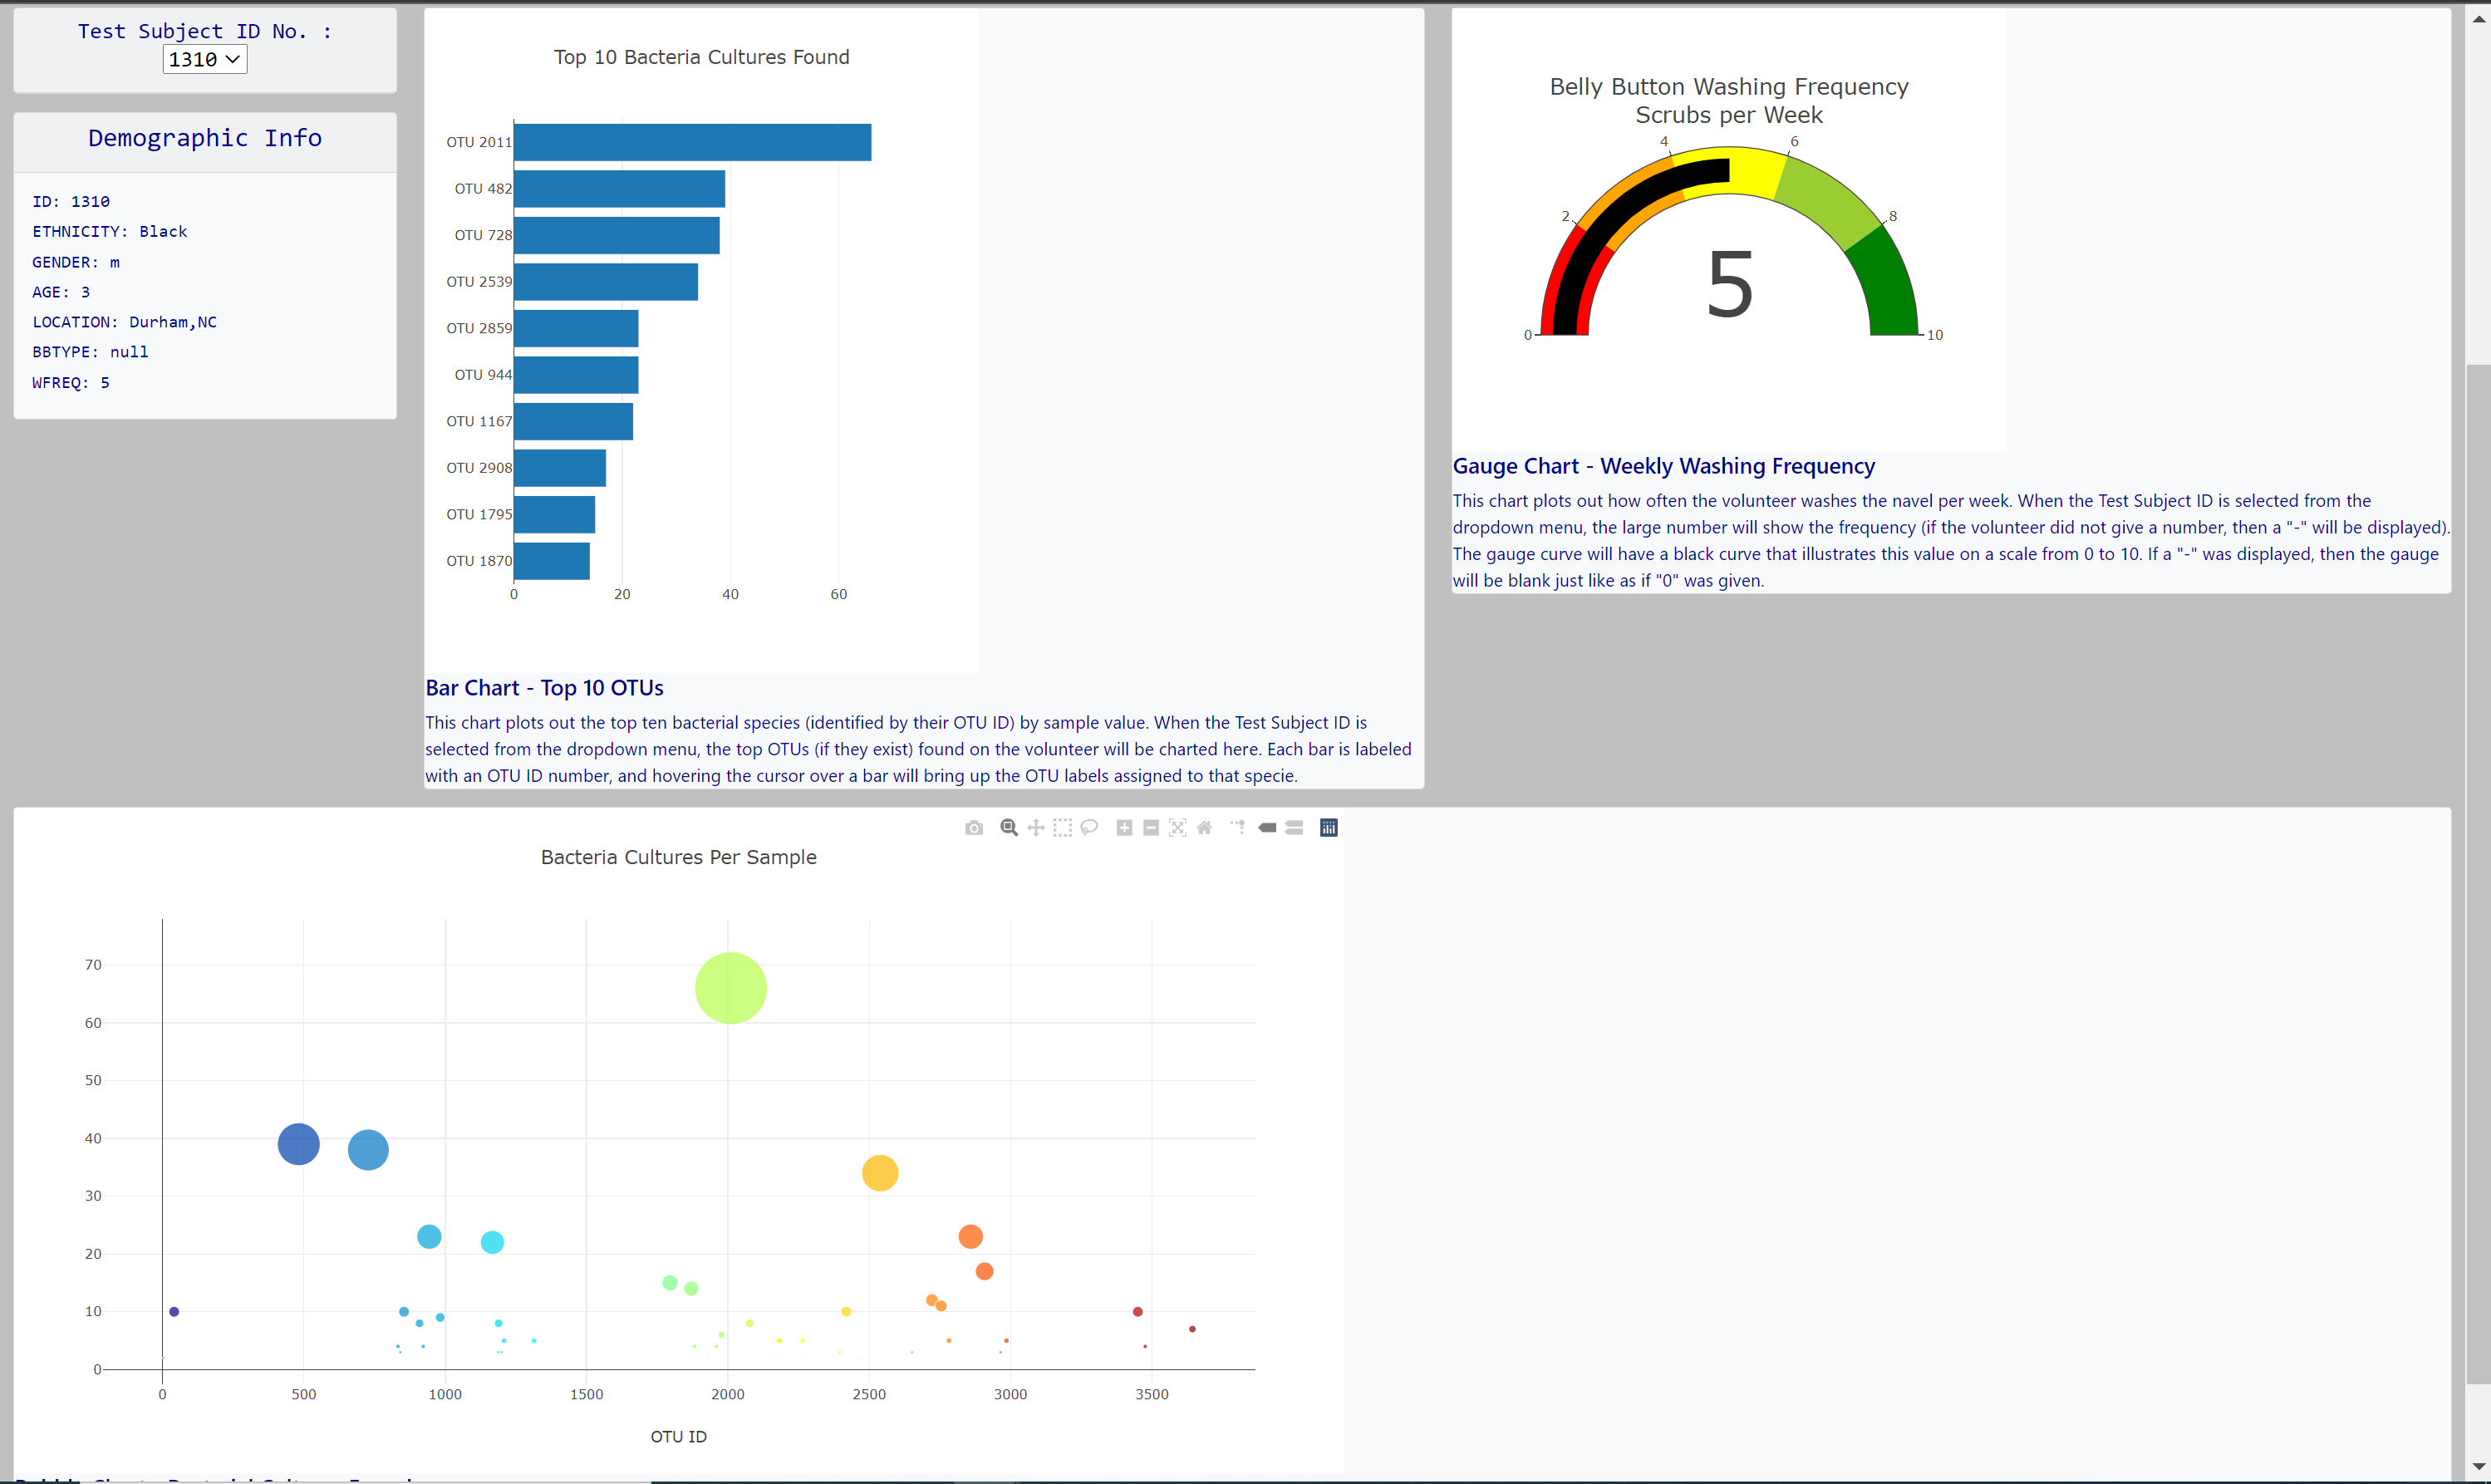 Test Subject ID No. :
1310
Demographic Info
ID: 1310
ETHNICITY: Black
GENDER: m
AGE: 3
LOCATION: Durham,NC
BBTYPE: null
WFREQ: 5
Top 10 Bacteria Cultures Found
OTU 2011
OTU 482
OTU 728
OTU 2539
OTU 2859
OTU 944
OTU 1167
OTU 2908
OTU 1795
OTU 1870
0 20 40 60
Bar Chart - Top 10 OTUs
This chart plots out the top ten bacterial species (identified by their OTU ID) by sample value. When the Test Subject ID is
selected from the dropdown menu, the top OTUs (if they exist) found on the volunteer will be charted here. Each bar is labeled
with an OTU ID number, and hovering the cursor over a bar will bring up the OTU labels assigned to that specie.
Belly Button Washing Frequency
Scrubs per Week
4 6
2 8
5
0 10
Gauge Chart - Weekly Washing Frequency
This chart plots out how often the volunteer washes the navel per week. When the Test Subject ID is selected from the
dropdown menu, the large number will show the frequency (if the volunteer did not give a number, then a "-" will be displayed).
The gauge curve will have a black curve that illustrates this value on a scale from 0 to 10. If a "-" was displayed, then the gauge
will be blank just like as if "0" was given.
Bacteria Cultures Per Sample
70
60
50
40
30
20
10
0
0 500 1000 1500 2000 2500 3000 3500
OTU ID